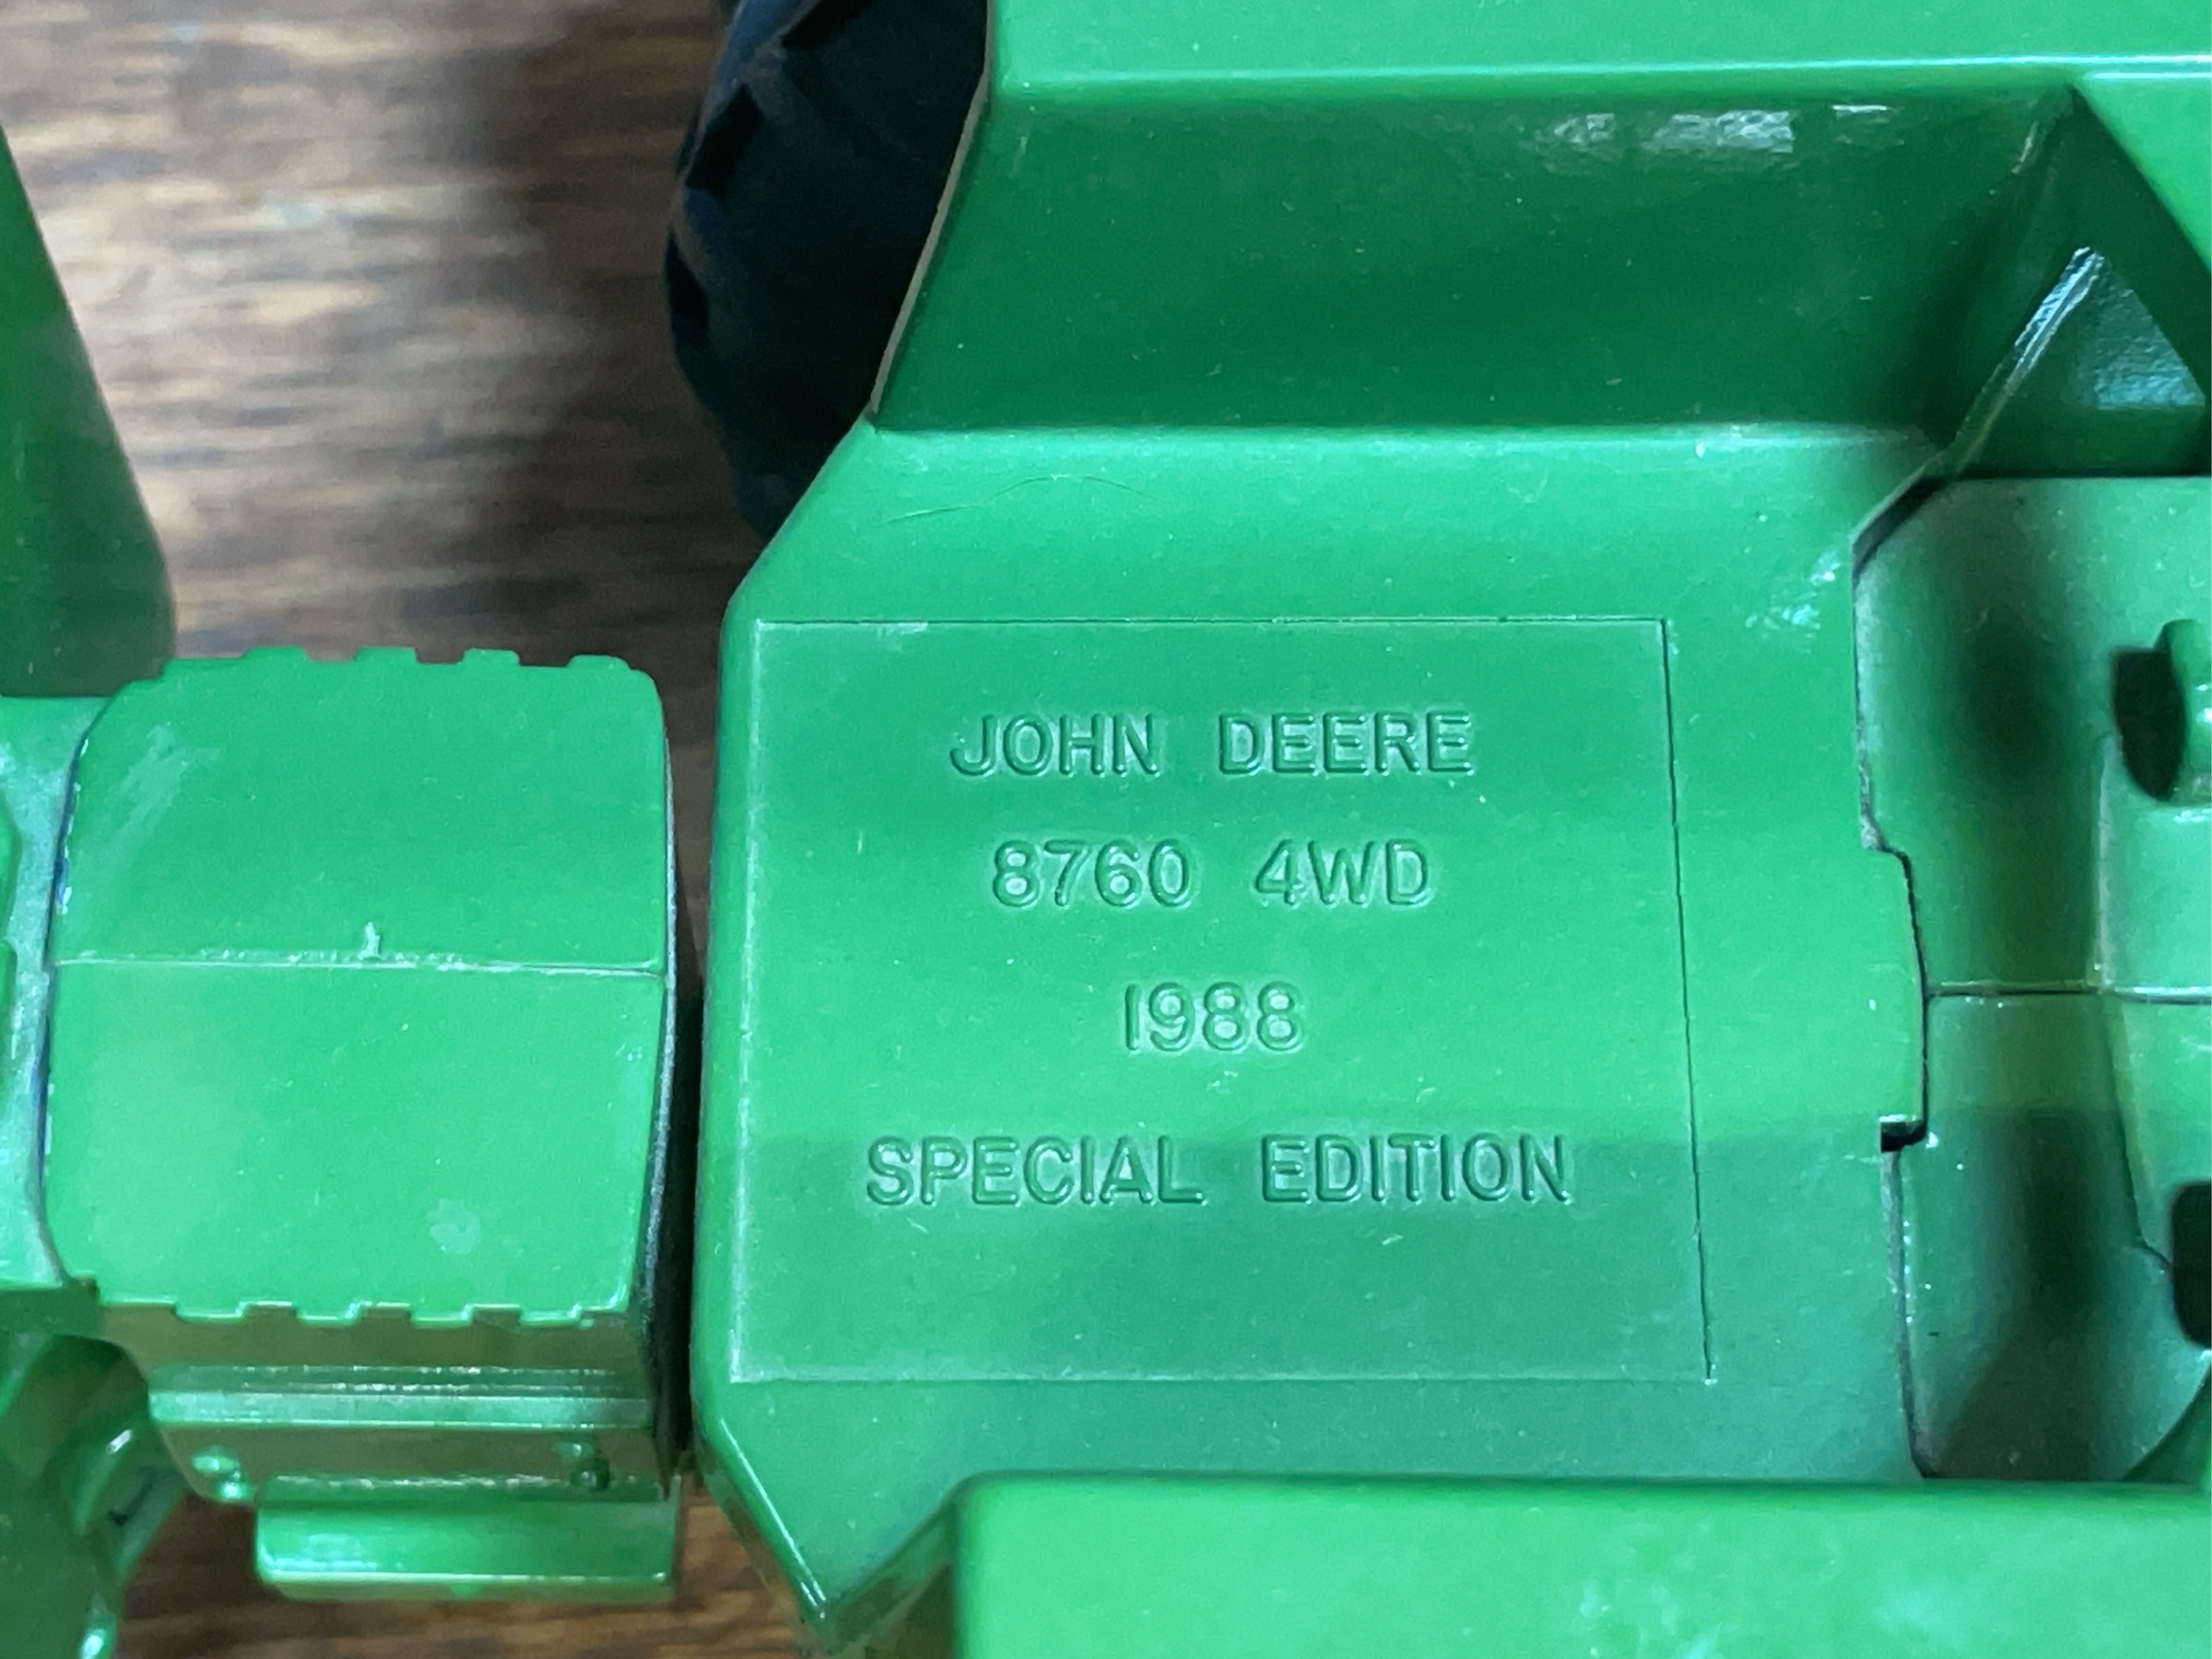 JOHN DEERE
8760 4WD
1988
SPECIAL EDITION